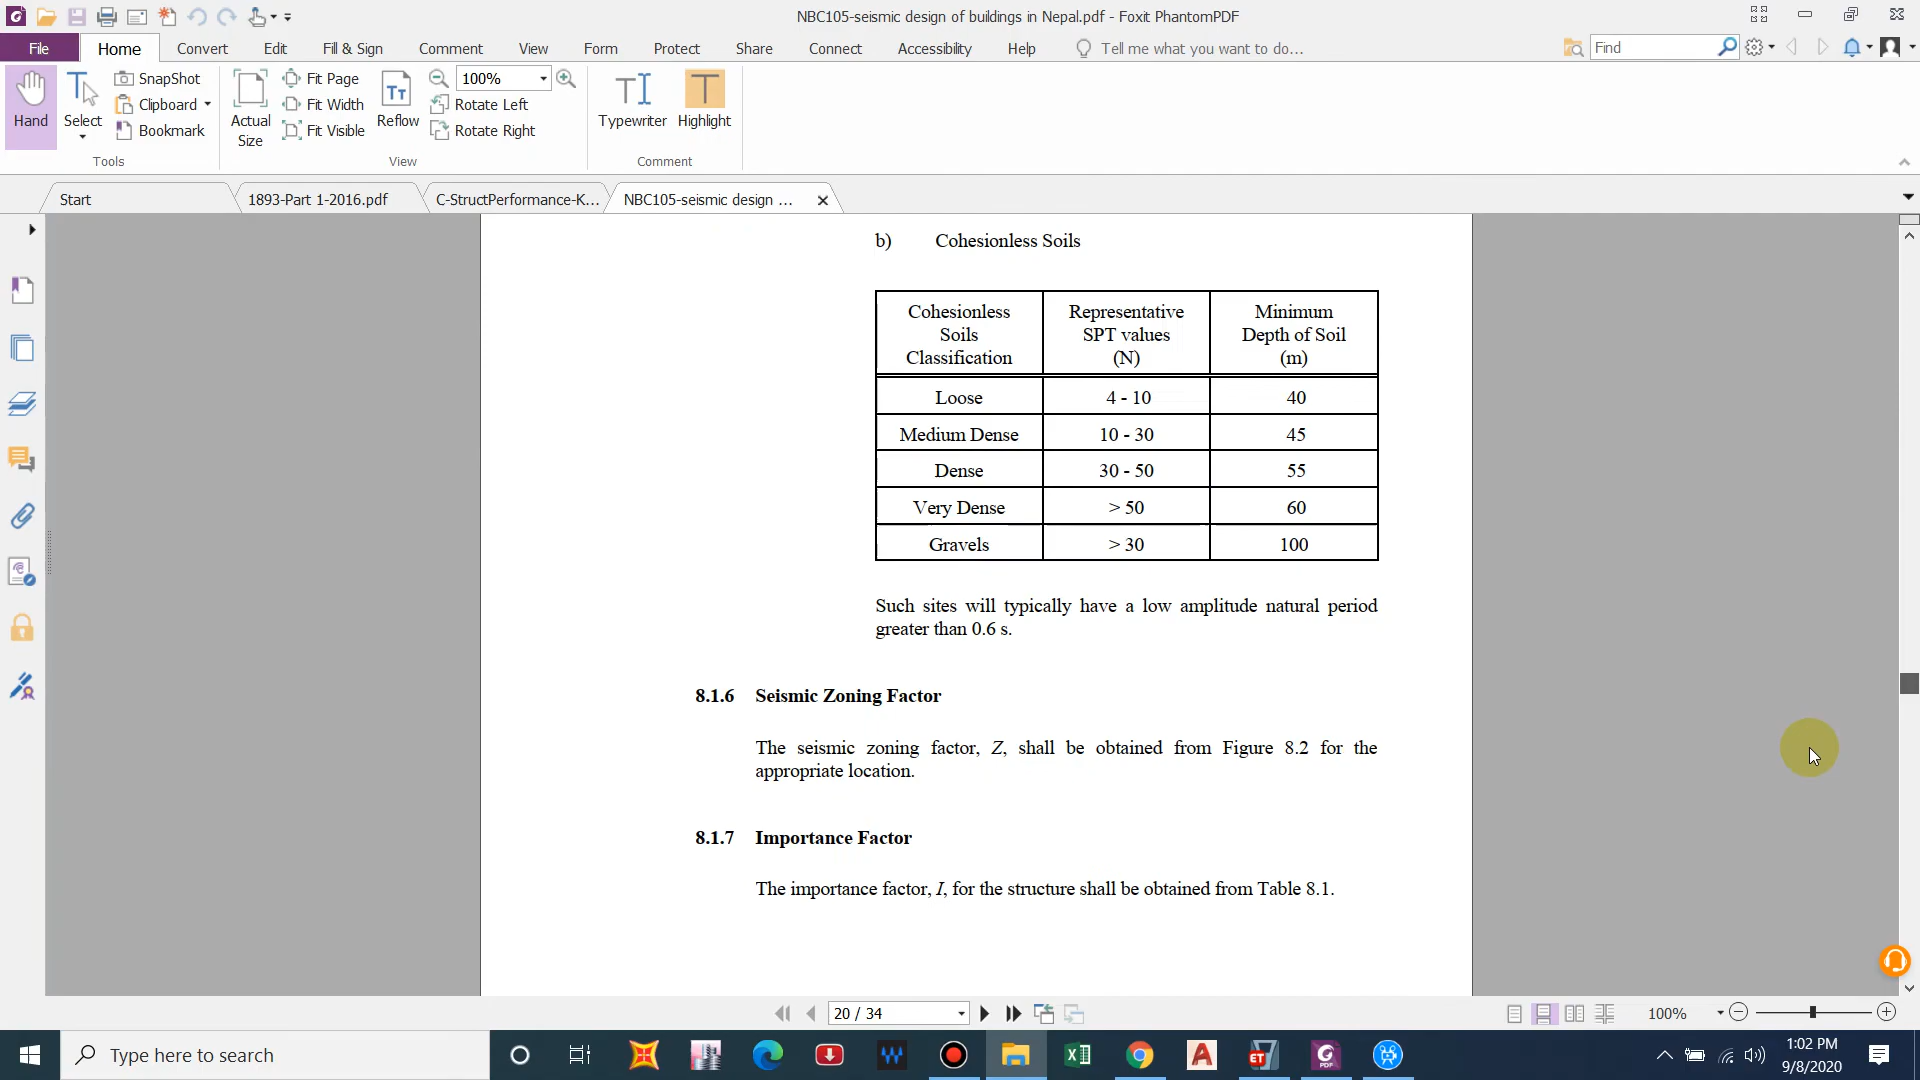 NBC105-seismic design of buildings in Nepal.pdf - Foxit PhantomPDF
File Home Convert Edit Fill & Sign Comment View Form Protect Share Connect Accessibility Help Tell me what you want to do... Find
Hand
Select
SnapShot
Clipboard
Bookmark
Tools
Actual
Size
Fit Page
Fit Width
Fit Visible
Reflow
100%
Rotate Left
Rotate Right
View
Typewriter
Highlight
Comment
Start 1893-Part 1-2016.pdf C-StructPerformance-K... NBC105-seismic design ...
b) Cohesionless Soils
Cohesionless Representative Minimum
Soils SPT values Depth of Soil
Classification (N) (m)
Loose 4 - 10 40
Medium Dense 10 - 30 45
Dense 30 - 50 55
Very Dense > 50 60
Gravels > 30 100
Such sites will typically have a low amplitude natural period
greater than 0.6 s.
8.1.6 Seismic Zoning Factor
The seismic zoning factor, Z, shall be obtained from Figure 8.2 for the
appropriate location.
8.1.7 Importance Factor
The importance factor, I, for the structure shall be obtained from Table 8.1.
20 / 34
100%
Type here to search
1:02 PM
9/8/2020